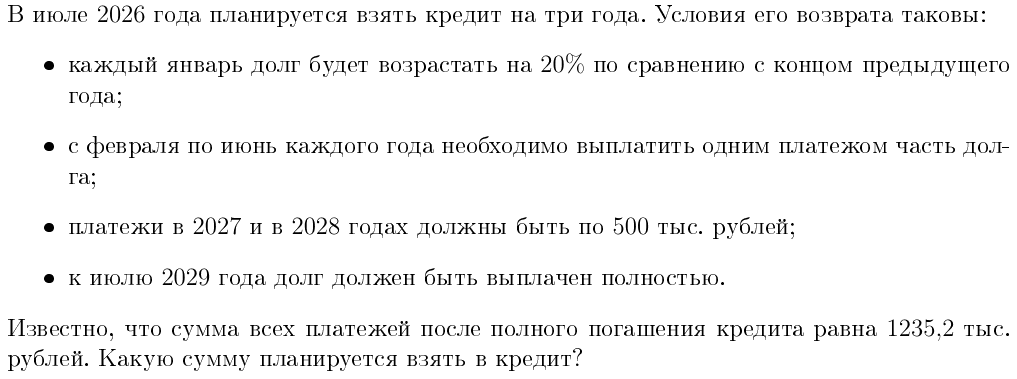 В июле 2026 года планируется взять кредит на три года. Условия его возврата таковы:
• каждый январь долг будет возрастать на 20% по сравнению с концом предыдущего
года;
• с февраля по июнь каждого года необходимо выплатить одним платежом часть дол-
га;
• платежи в 2027 и в 2028 годах должны быть по 500 тыс. рублей;
• к июлю 2029 года долг должен быть выплачен полностью.
Известно, что сумма всех платежей после полного погашения кредита равна 1235,2 тыс.
рублей. Какую сумму планируется взять в кредит?